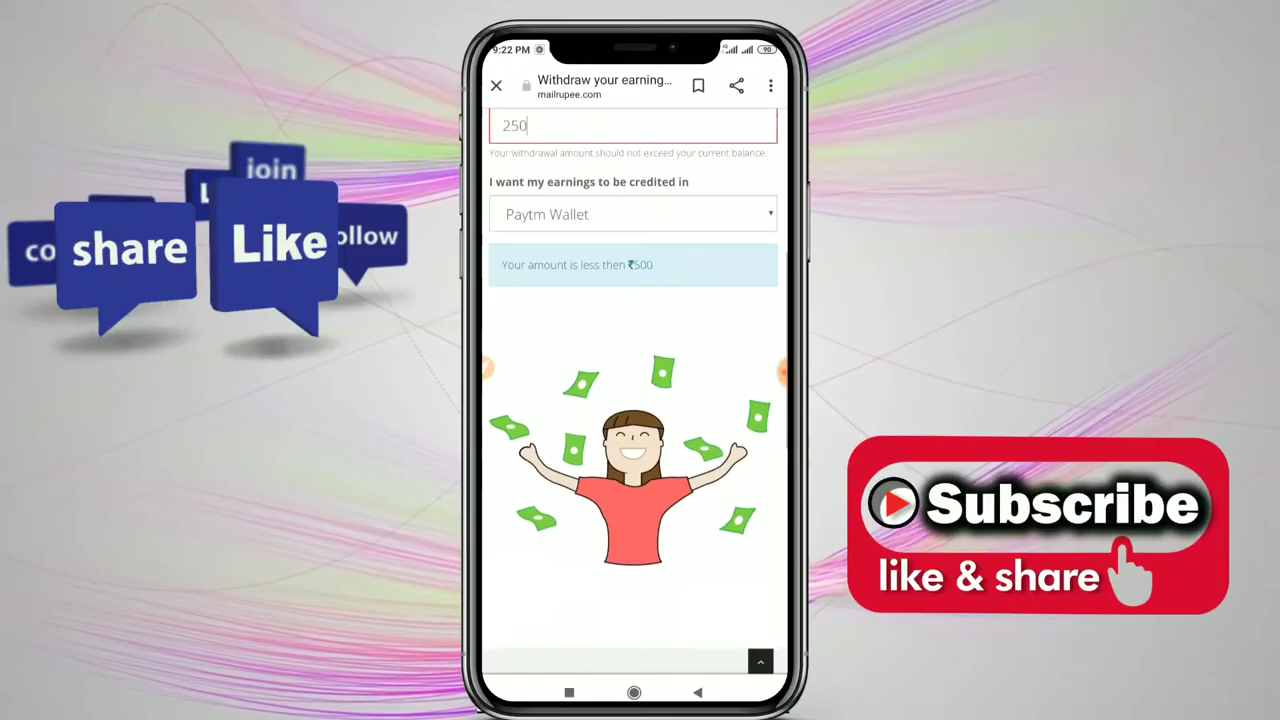 join
L
co
share
Like
ollow
9:22 PM
90
Withdraw your earning...
mailrupee.com
250
Your withdrawal amount should not exceed your current balance.
I want my earnings to be credited in
Paytm Wallet
Your amount is less then ₹500
Subscribe
like & share